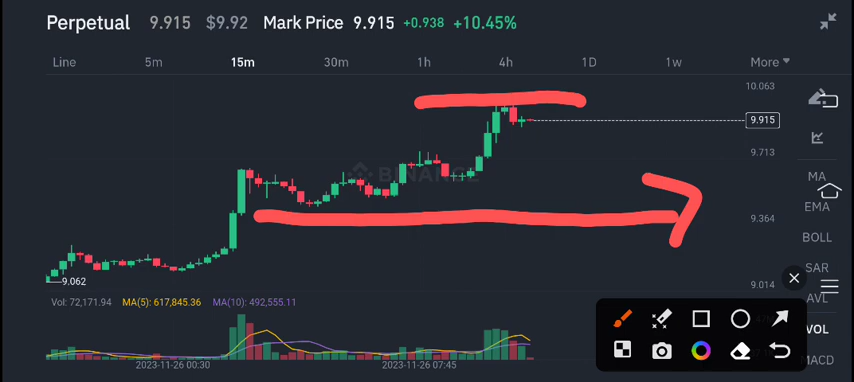 Perpetual 9.915 $9.92 Mark Price 9.915 +0.938 +10.45%
Line 5m 15m 30m 1h 4h 1D 1w More
10.063
9.915
9.713
BINANCE
MA
EMA
9.364
BOLL
SAR
9.062
9.014
AVL
Vol: 72,171.94 MA(5): 617,845.36 MA(10): 492,555.11
VOL
MACD
2023-11-26 00:30 2023-11-26 07:45